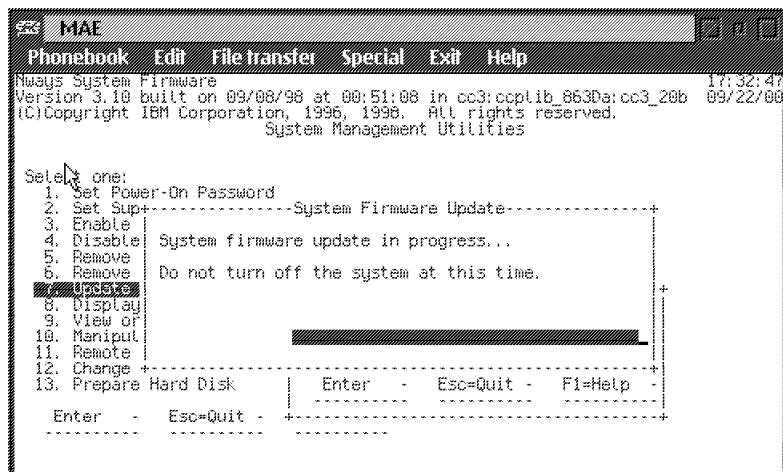 MAE
Phonebook Edit File transfer Special Exit Help
Nways System Firmware 17:32:47
Version 3.10 built on 09/08/98 at 00:51:08 in cc3:ccplib_863Da:cc3_20b 09/22/00
(C)Copyright IBM Corporation, 1996, 1998. All rights reserved.
System Management Utilities
Select one:
1. Set Power-On Password
2. Set Sup
System Firmware Update
3. Enable
4. Disable System firmware update in progress...
5. Remove
6. Remove Do not turn off the system at this time.
7. Update
8. Display
9. View or
10. Manipul
11. Remote
12. Change
13. Prepare Hard Disk Enter - Esc=Quit - F1=Help -
Enter - Esc=Quit -